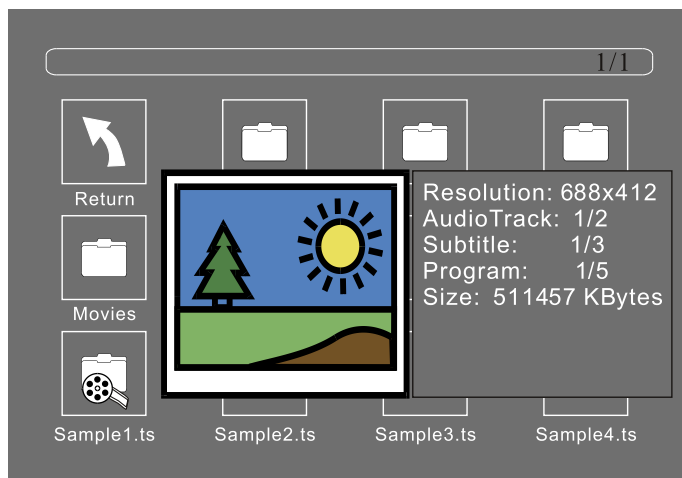 1/1
Return
Resolution: 688x412
AudioTrack: 1/2
Subtitle: 1/3
Program: 1/5
Size: 511457 KBytes
Movies
Sample1.ts Sample2.ts Sample3.ts Sample4.ts